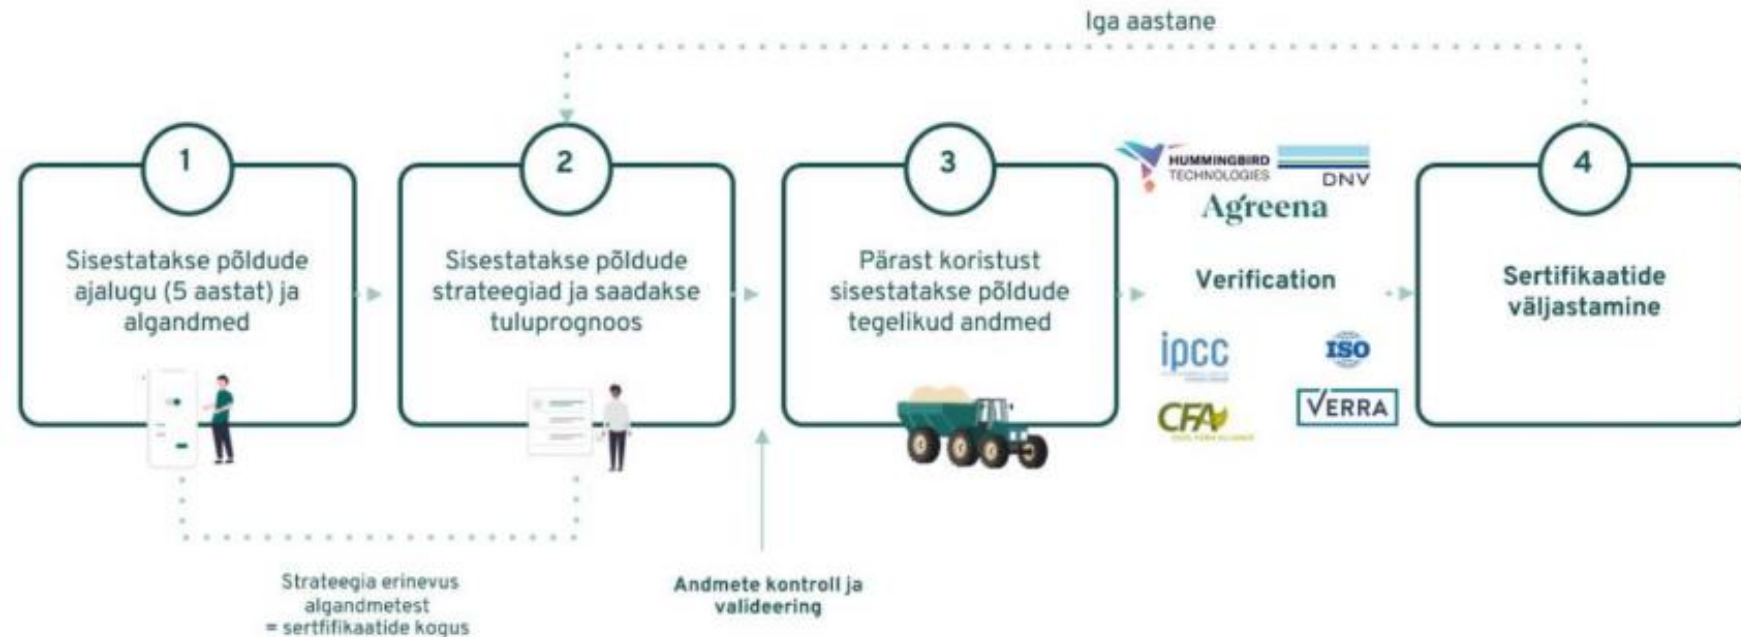 Iga aastane
1
Sisestatakse põldude
ajalugu (5 aastat) ja
algandmed
2
Sisestatakse põldude
strateegiad ja saadakse
tuluprognoos
3
Pärast koristust
sisestatakse põldude
tegelikud andmed
HUMMINGBIRD
TECHNOLOGIES
DNV
Agreena
Verification
ipcc
ISO
CFA
VERRA
4
Sertifikaatide
väljastamine
Strateegia erinevus
algandmetest
= sertfifikaatide kogus
Andmete kontroll ja
valideering